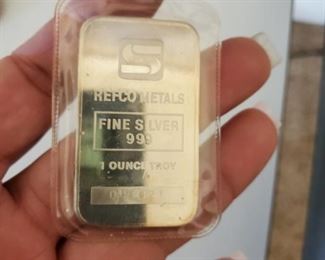 REFCO METALS
FINE SILVER
999
1 OUNCE TROY